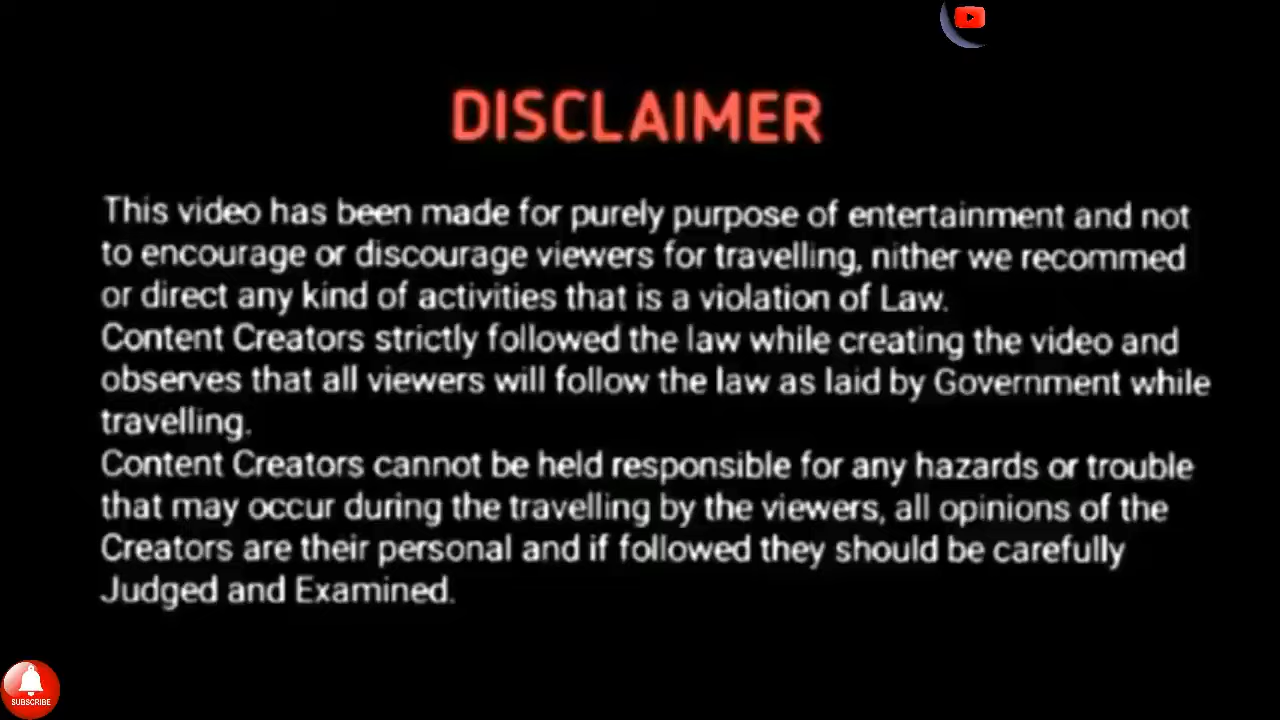 DISCLAIMER
This video has been made for purely purpose of entertainment and not
to encourage or discourage viewers for travelling, nither we recommed
or direct any kind of activities that is a violation of Law.
Content Creators strictly followed the law while creating the video and
observes that all viewers will follow the law as laid by Government while
travelling.
Content Creators cannot be held responsible for any hazards or trouble
that may occur during the travelling by the viewers, all opinions of the
Creators are their personal and if followed they should be carefully
Judged and Examined.
SUBSCRIBE